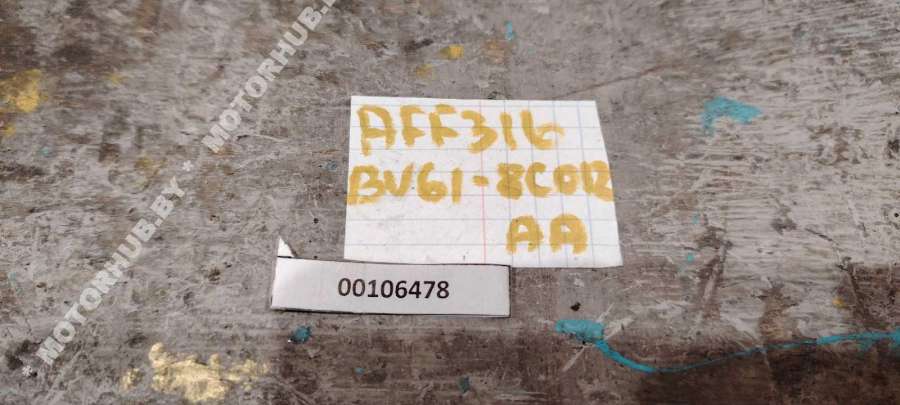 AFF316
BV61-8C012
AA
00106478
* MOTORHUB.BY * MOTORHUB.BY